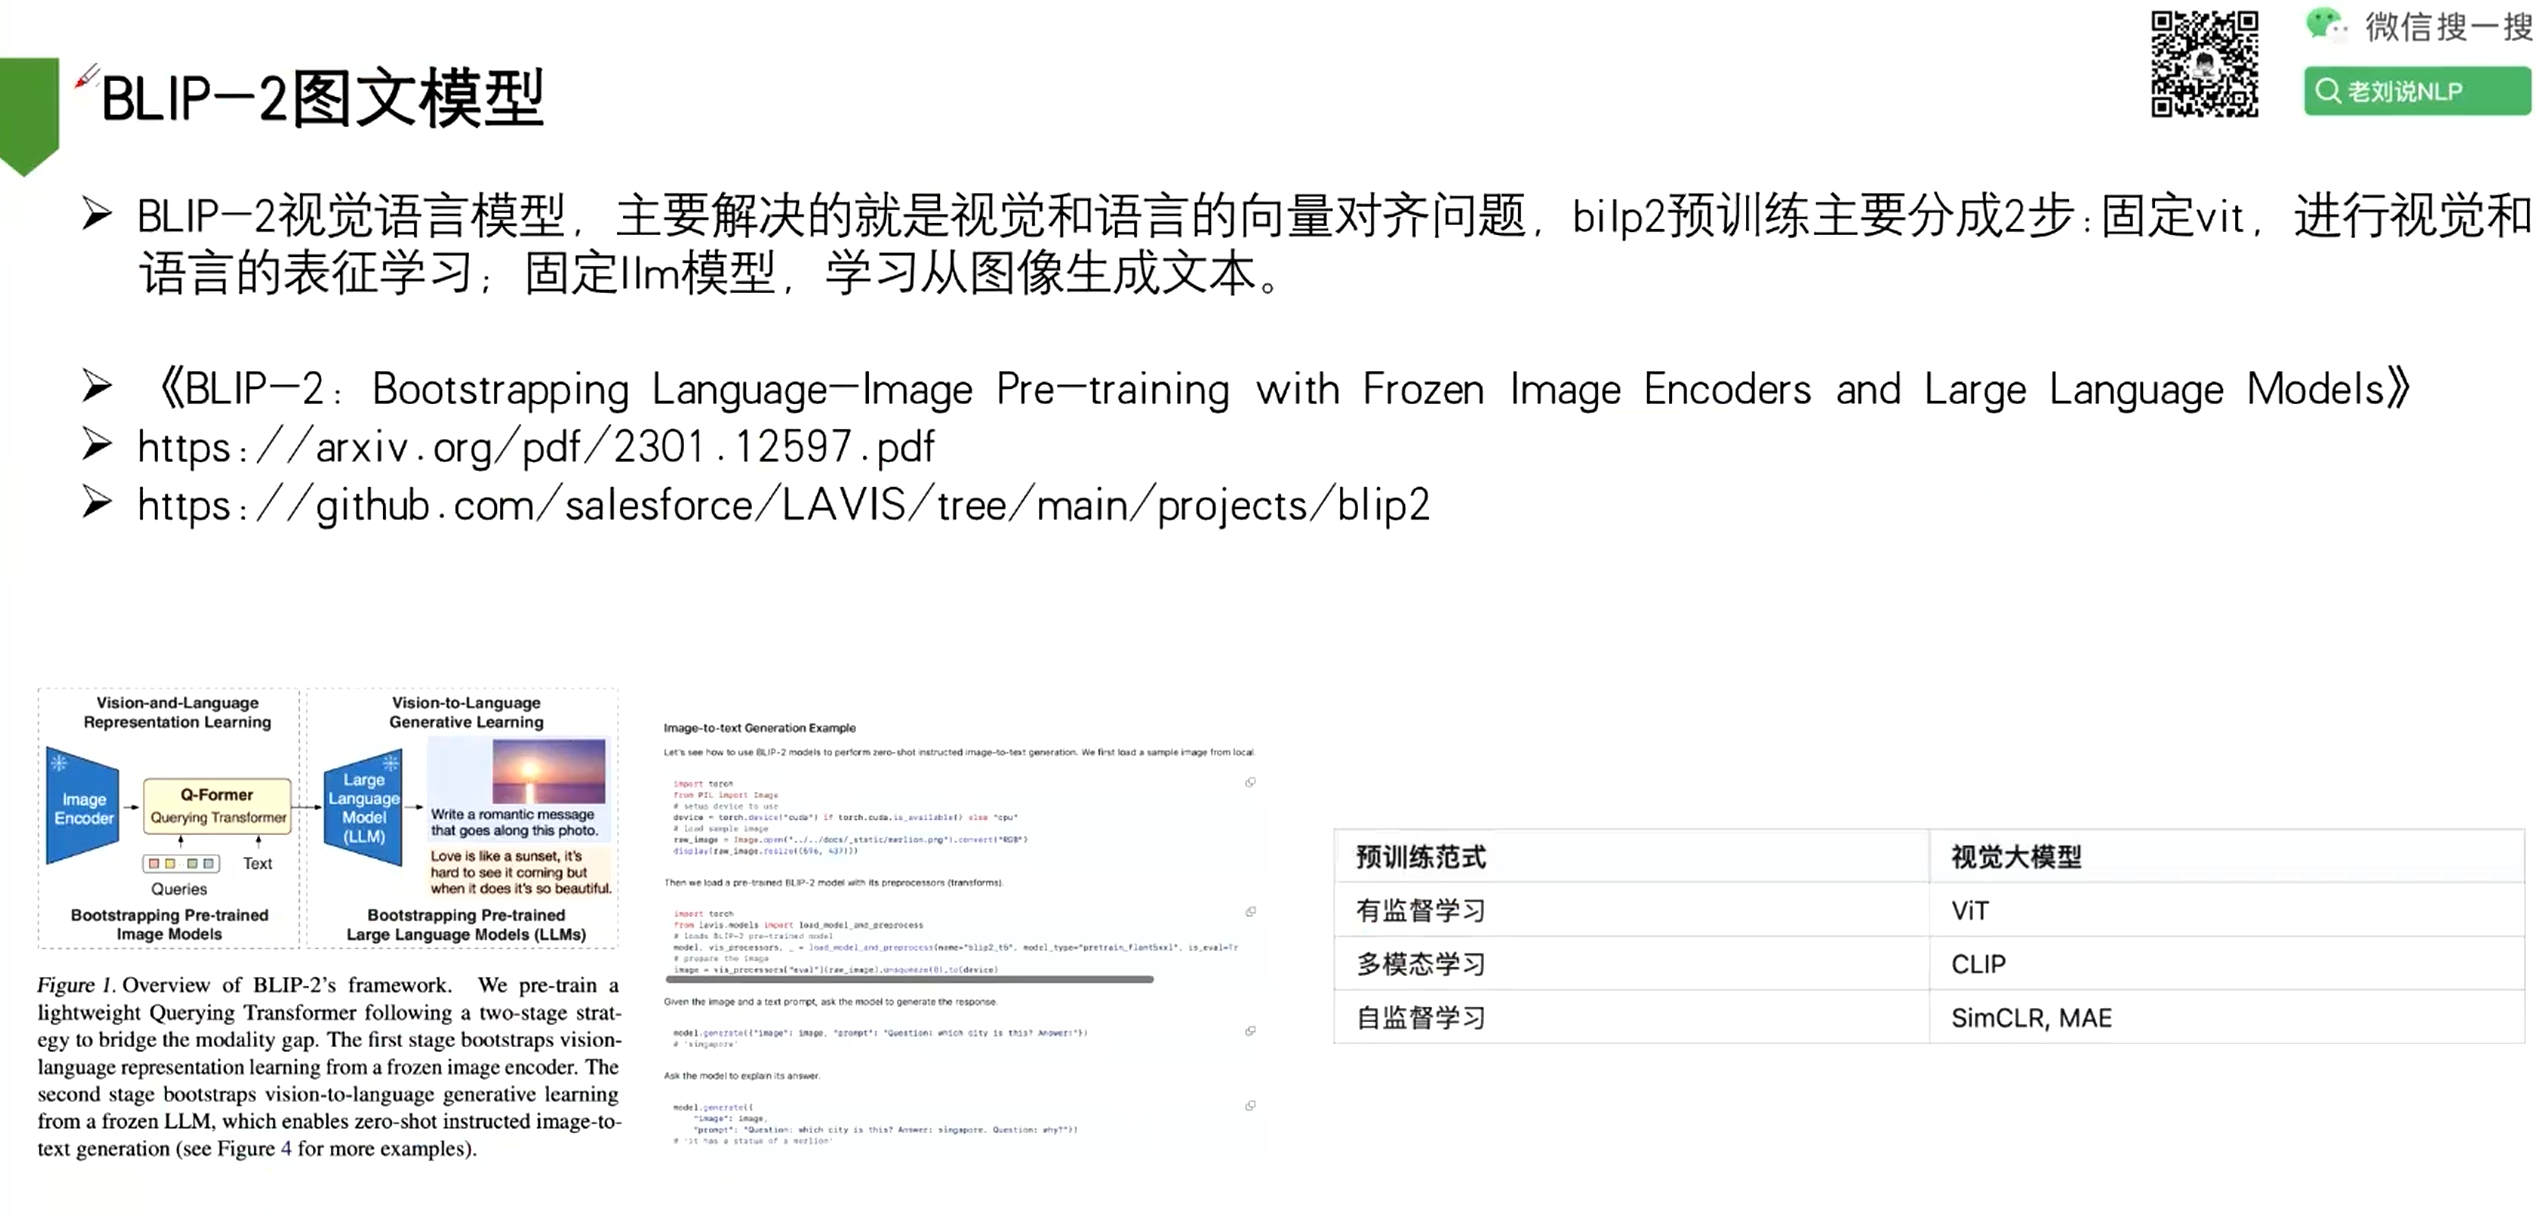 微信搜一搜
老刘说NLP
BLIP-2图文模型
BLIP-2视觉语言模型，主要解决的就是视觉和语言的向量对齐问题，bilp2预训练主要分成2步:固定vit，进行视觉和
语言的表征学习；固定llm模型，学习从图像生成文本。
《BLIP-2: Bootstrapping Language-Image Pre-training with Frozen Image Encoders and Large Language Models》
https://arxiv.org/pdf/2301.12597.pdf
https://github.com/salesforce/LAVIS/tree/main/projects/blip2
Vision-and-Language
Representation Learning
Vision-to-Language
Generative Learning
Image
Encoder
Q-Former
Querying Transformer
Queries
Text
Large
Language
Model
(LLM)
Write a romantic message
that goes along this photo.
Love is like a sunset, it's
hard to see it coming but
when it does it's so beautiful.
Bootstrapping Pre-trained
Image Models
Bootstrapping Pre-trained
Large Language Models (LLMs)
Figure 1. Overview of BLIP-2's framework. We pre-train a
lightweight Querying Transformer following a two-stage strat-
egy to bridge the modality gap. The first stage bootstraps vision-
language representation learning from a frozen image encoder. The
second stage bootstraps vision-to-language generative learning
from a frozen LLM, which enables zero-shot instructed image-to-
text generation (see Figure 4 for more examples).
Image-to-text Generation Example
Let's see how to use BLIP-2 models to perform zero-shot instructed image-to-text generation. We first load a sample image from local.
import torch
from PIL import Image
# setup device to use
device = torch.device("cuda") if torch.cuda.is_available() else "cpu"
# load sample image
raw_image = Image.open("../../docs/_static/merlion.png").convert("RGB")
display(raw_image.resize((596, 437)))
Then we load a pre-trained BLIP-2 model with its preprocessors (transforms).
import torch
from lavis.models import load_model_and_preprocess
# loads BLIP-2 pre-trained model
model, vis_processors, _ = load_model_and_preprocess(name="blip2_t5", model_type="pretrain_flant5xxl", is_eval=Tr
# prepare the image
image = vis_processors["eval"](raw_image).unsqueeze(0).to(device)
Given the image and a text prompt, ask the model to generate the response.
model.generate({"image": image, "prompt": "Question: which city is this? Answer:"})
# 'singapore'
Ask the model to explain its answer.
model.generate({
"image": image,
"prompt": "Question: which city is this? Answer: singapore. Question: why?"})
# 'it has a statue of a merlion'
预训练范式 视觉大模型
有监督学习 ViT
多模态学习 CLIP
自监督学习 SimCLR, MAE